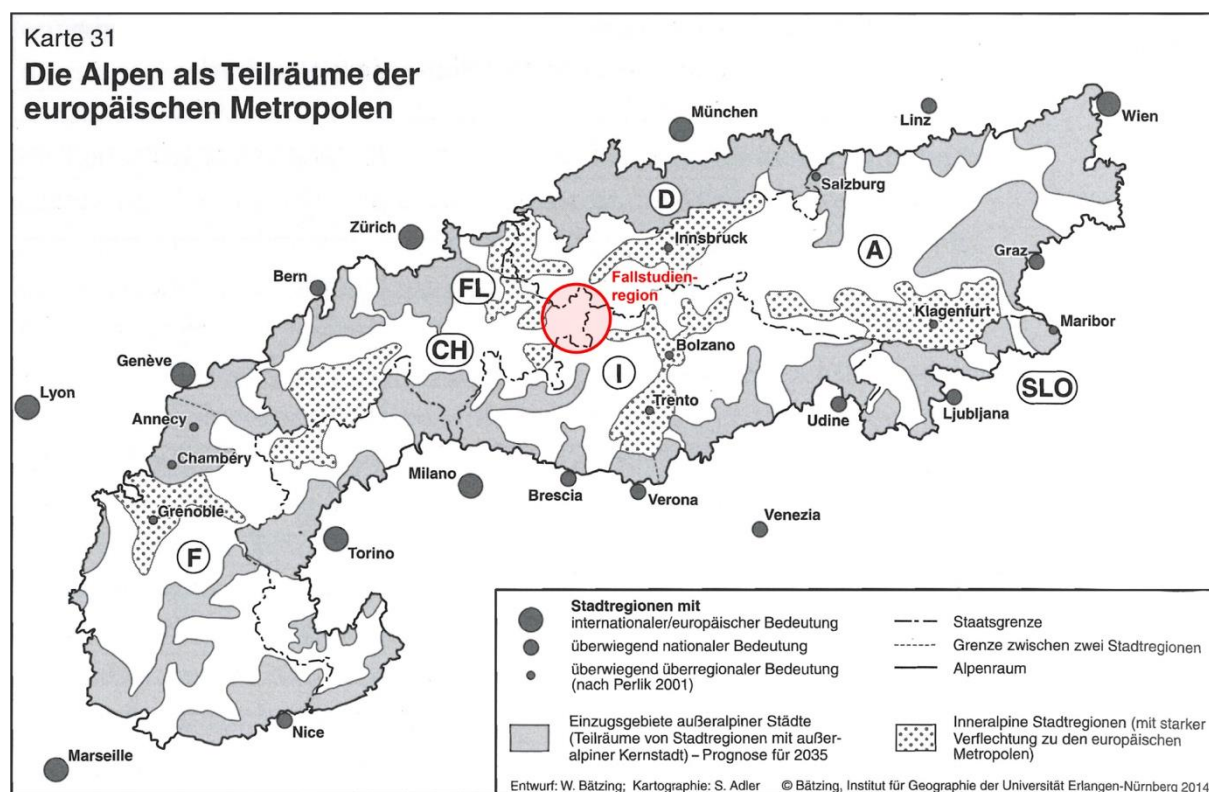 Karte 31
Die Alpen als Teilräume der
europäischen Metropolen
München
Linz
Wien
Salzburg
D
Zürich
Innsbruck
A
Graz
Bern
FL
Fallstudien-
region
Klagenfurt
Maribor
CH
Bolzano
I
Genève
SLO
Lyon
Annecy
Trento
Udine
Ljubljana
Chambéry
Milano
Brescia
Verona
Grenoble
Venezia
F
Torino
Nice
Marseille
Stadtregionen mit
internationaler/europäischer Bedeutung
überwiegend nationaler Bedeutung
überwiegend überregionaler Bedeutung
(nach Perlik 2001)
Staatsgrenze
Grenze zwischen zwei Stadtregionen
Alpenraum
Einzugsgebiete außeralpiner Städte
(Teilräume von Stadtregionen mit außer-
alpiner Kernstadt) – Prognose für 2035
Inneralpine Stadtregionen (mit starker
Verflechtung zu den europäischen
Metropolen)
Entwurf: W. Bätzing; Kartographie: S. Adler © Bätzing, Institut für Geographie der Universität Erlangen-Nürnberg 2014